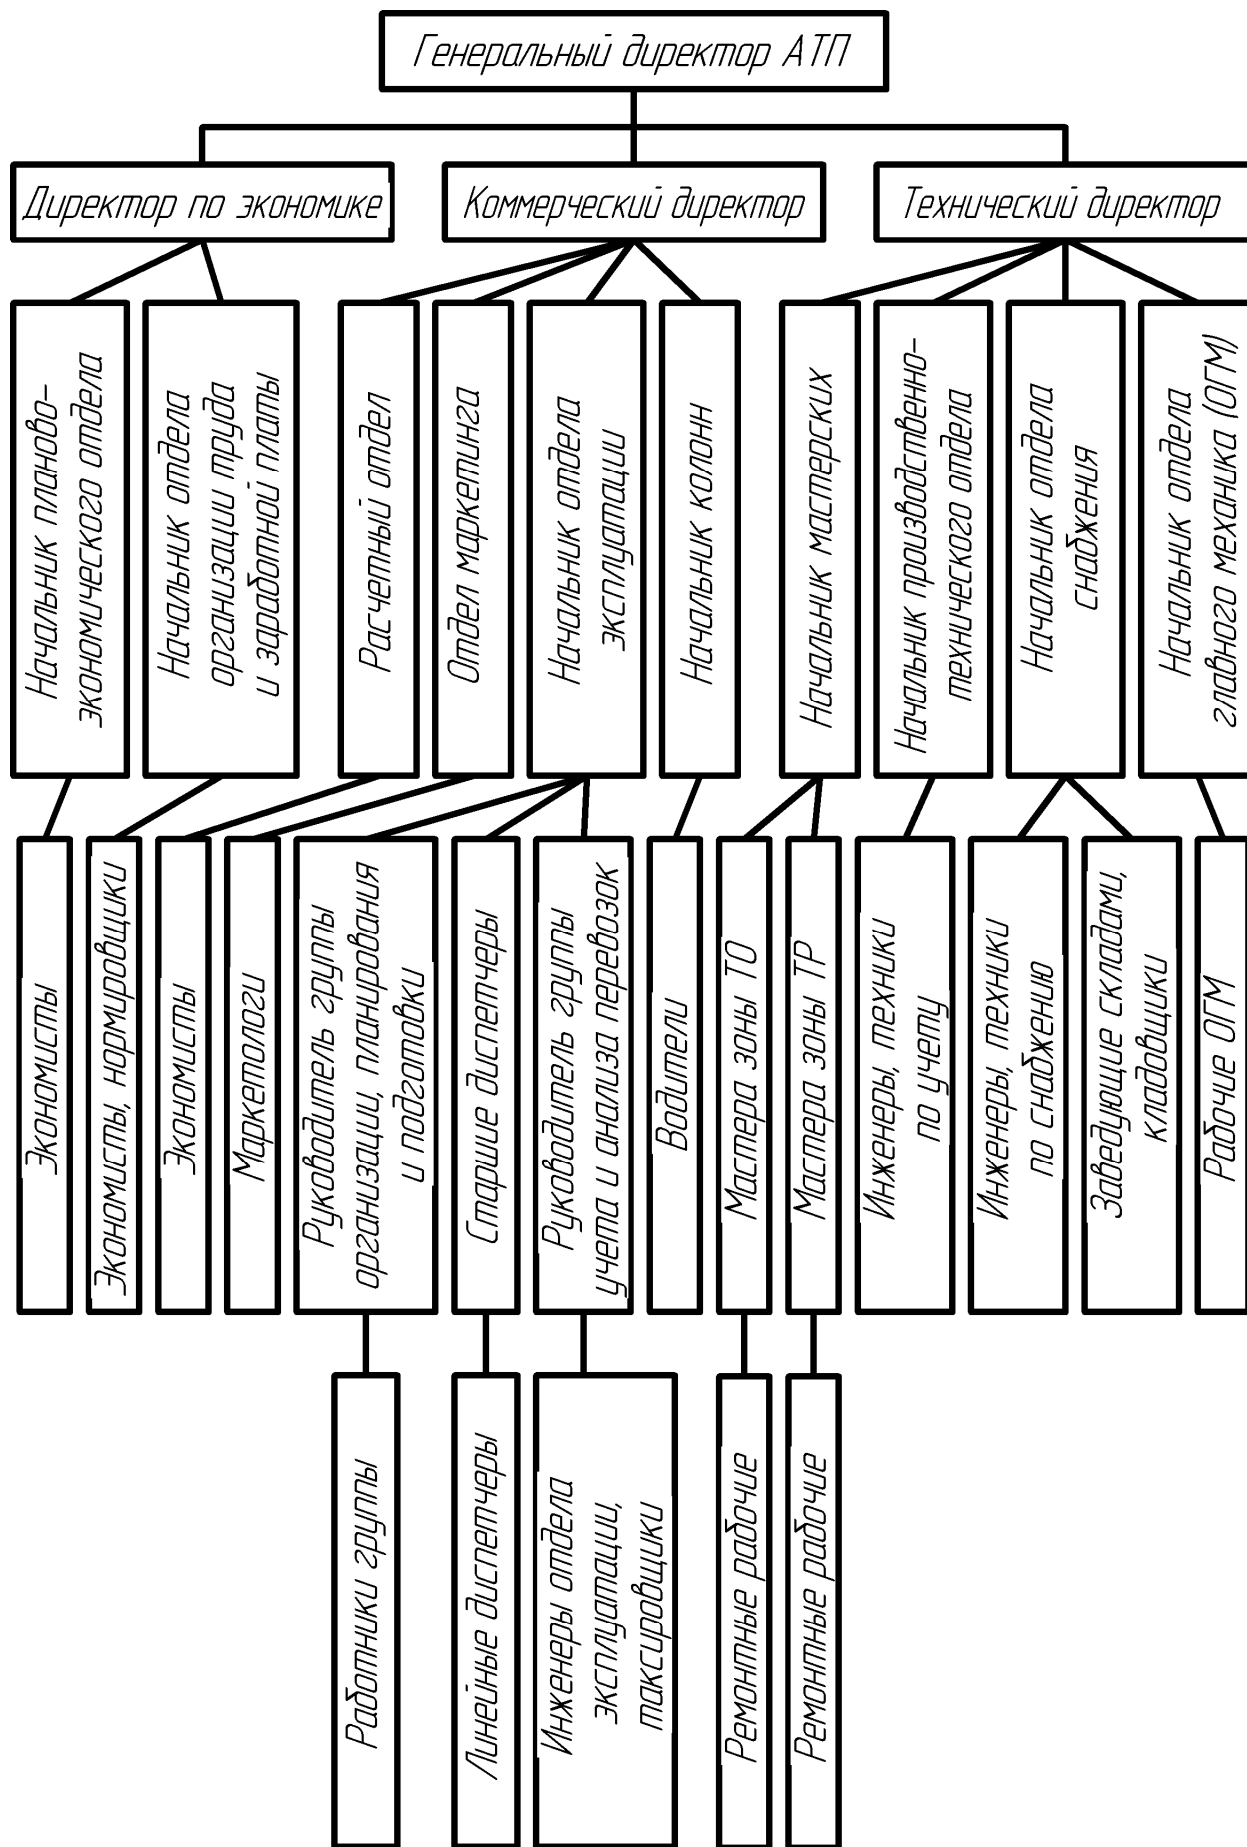 Генеральный директор АТП
Директор по экономике
Коммерческий директор
Технический директор
Начальник планово-
экономического отдела
Начальник отдела
организации труда
и заработной платы
Расчетный отдел
Отдел маркетинга
Начальник отдела
эксплуатации
Начальник колонн
Начальник мастерских
Начальник производственно-
технического отдела
Начальник отдела
снабжения
Начальник отдела
главного механика (ОГМ)
Экономисты
Экономисты, нормировщики
Экономисты
Маркетологи
Руководитель группы
организации, планирования
и подготовки
Старшие диспетчеры
Руководитель группы
учета и анализа перевозок
Водители
Мастера зоны ТО
Мастера зоны ТР
Инженеры, техники
по учету
Инженеры, техники
по снабжению
Заведующие складами,
кладовщики
Рабочие ОГМ
Работники группы
Линейные диспетчеры
Инженеры отдела
эксплуатации,
таксировщики
Ремонтные рабочие
Ремонтные рабочие